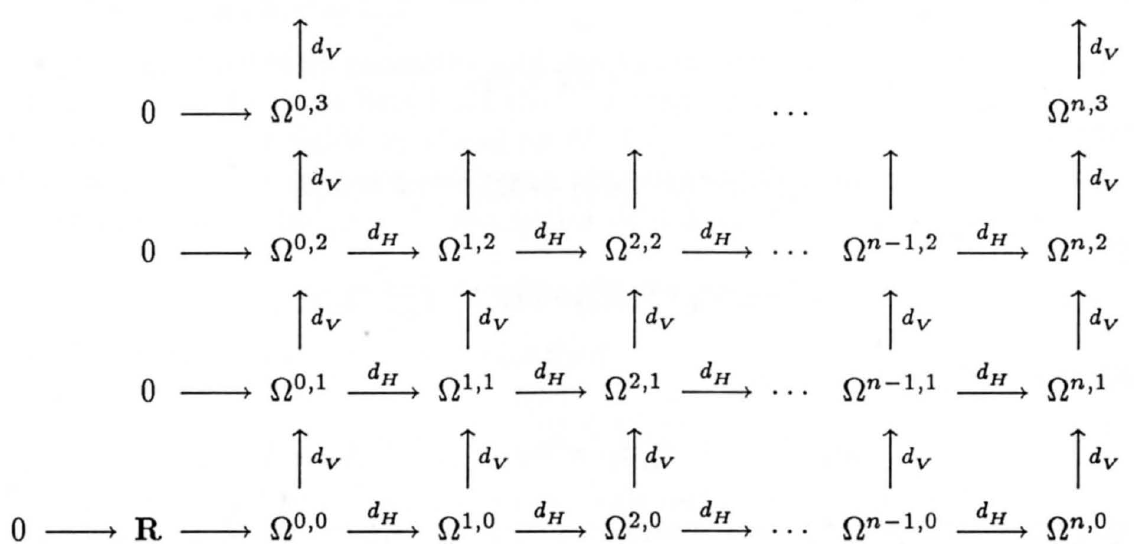 d_V d_V
0 ⟶ Ω^{0,3} ⋯ Ω^{n,3}
d_V d_V
0 ⟶ Ω^{0,2} d_H ⟶ Ω^{1,2} d_H ⟶ Ω^{2,2} d_H ⟶ ⋯ Ω^{n−1,2} d_H ⟶ Ω^{n,2}
d_V d_V d_V d_V d_V
0 ⟶ Ω^{0,1} d_H ⟶ Ω^{1,1} d_H ⟶ Ω^{2,1} d_H ⟶ ⋯ Ω^{n−1,1} d_H ⟶ Ω^{n,1}
d_V d_V d_V d_V d_V
0 ⟶ R ⟶ Ω^{0,0} d_H ⟶ Ω^{1,0} d_H ⟶ Ω^{2,0} d_H ⟶ ⋯ Ω^{n−1,0} d_H ⟶ Ω^{n,0}